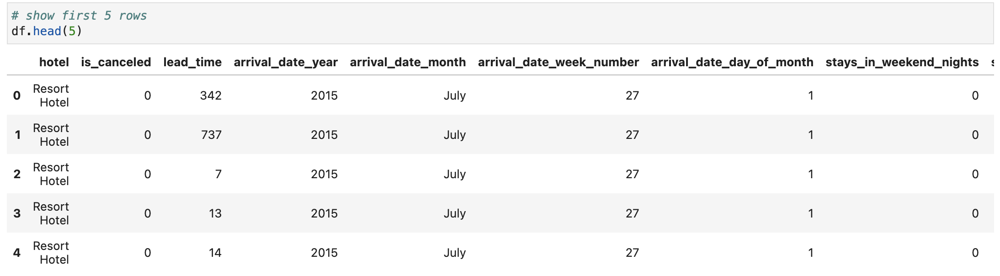 # show first 5 rows
df.head(5)
hotel is_canceled lead_time arrival_date_year arrival_date_month arrival_date_week_number arrival_date_day_of_month stays_in_weekend_nights s
0 Resort Hotel 0 342 2015 July 27 1 0
1 Resort Hotel 0 737 2015 July 27 1 0
2 Resort Hotel 0 7 2015 July 27 1 0
3 Resort Hotel 0 13 2015 July 27 1 0
4 Resort Hotel 0 14 2015 July 27 1 0